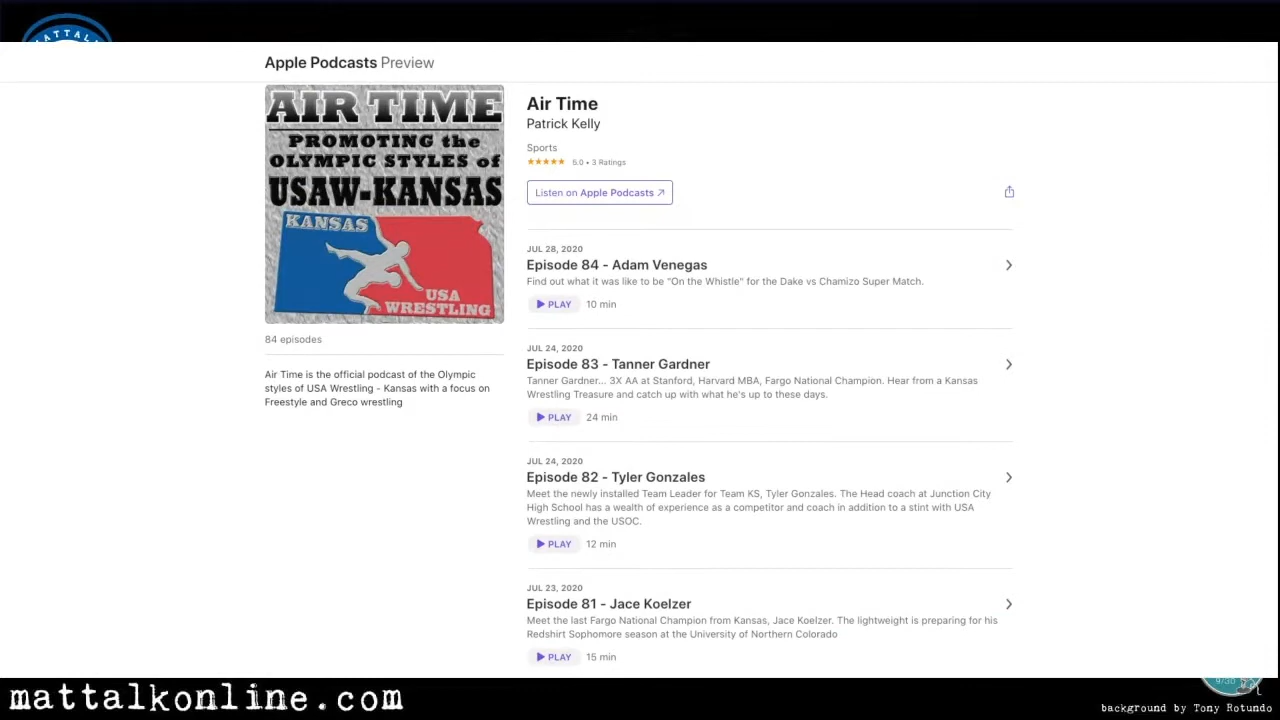 MATTAL
Apple Podcasts Preview
AIR TIME
PROMOTING the
OLYMPIC STYLES of
USAW-KANSAS
KANSAS
USA
WRESTLING
84 episodes
Air Time is the official podcast of the Olympic
styles of USA Wrestling - Kansas with a focus on
Freestyle and Greco wrestling
Air Time
Patrick Kelly
Sports
★★★★★ 5.0 • 3 Ratings
Listen on Apple Podcasts ↗
JUL 28, 2020
Episode 84 - Adam Venegas
Find out what it was like to be "On the Whistle" for the Dake vs Chamizo Super Match.
PLAY 10 min
JUL 24, 2020
Episode 83 - Tanner Gardner
Tanner Gardner... 3X AA at Stanford, Harvard MBA, Fargo National Champion. Hear from a Kansas
Wrestling Treasure and catch up with what he's up to these days.
PLAY 24 min
JUL 24, 2020
Episode 82 - Tyler Gonzales
Meet the newly installed Team Leader for Team KS, Tyler Gonzales. The Head coach at Junction City
High School has a wealth of experience as a competitor and coach in addition to a stint with USA
Wrestling and the USOC.
PLAY 12 min
JUL 23, 2020
Episode 81 - Jace Koelzer
Meet the last Fargo National Champion from Kansas, Jace Koelzer. The lightweight is preparing for his
Redshirt Sophomore season at the University of Northern Colorado
PLAY 15 min
mattalkonline.com
background by Tony Rotundo